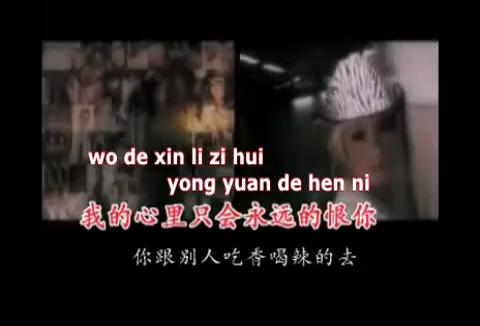 wo de xin li zi hui
yong yuan de hen ni
我的心里只会永远的恨你
你跟别人吃香喝辣的去